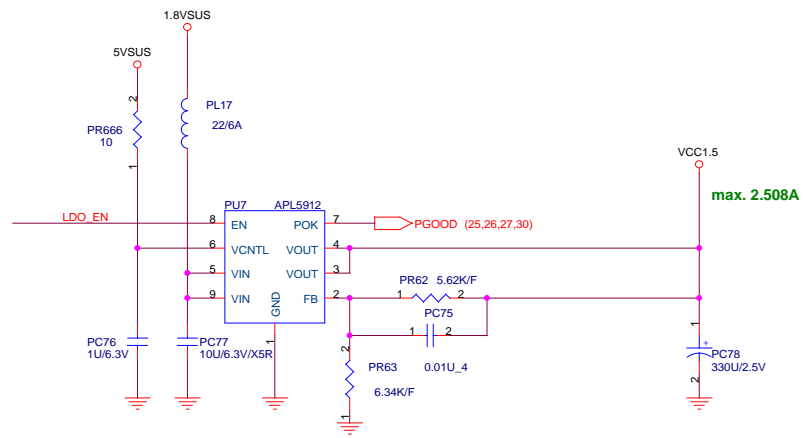 1.8VSUS
5VSUS
2
PR666
10
1
PL17
22/6A
VCC1.5
max. 2.508A
PU7 APL5912
LDO_EN
8 EN POK 7
PGOOD (25,26,27,30)
6 VCNTL VOUT 4
5 VIN VOUT 3
9 VIN FB 2
GND
1
1 PR62 5.62K/F 2
1 PC75 2
0.01U_4
PC76
1U/6.3V
PC77
10U/6.3V/X5R
2
PR63
6.34K/F
1
1
+
PC78
330U/2.5V
2